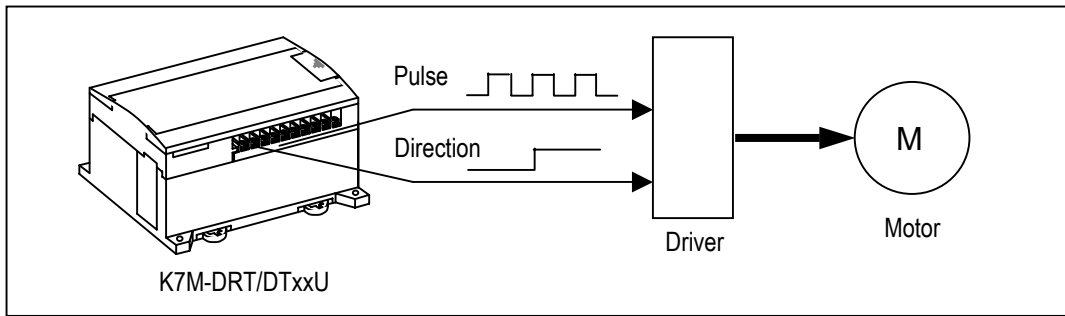 Pulse
Direction
M
Driver
Motor
K7M-DRT/DTxxU